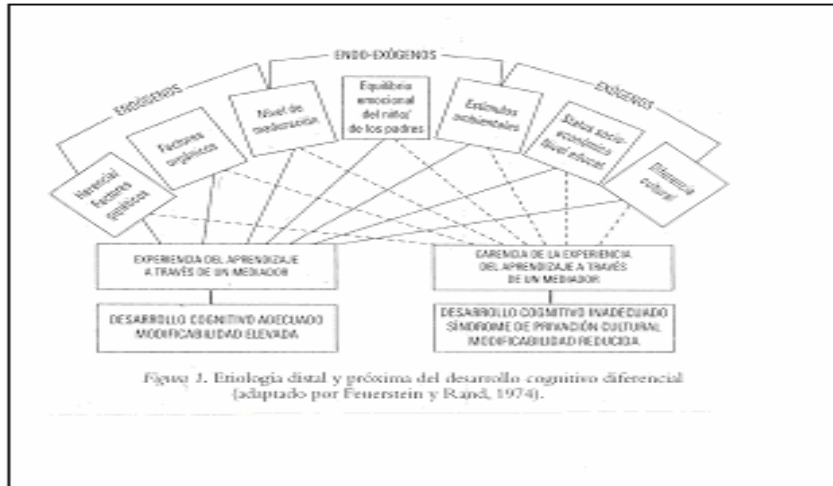 ENDO-EXÓGENOS
ENDÓGENOS
EXÓGENOS
Herencia/
Factores
genéticos
Factores
orgánicos
Nivel de
maduración
Equilibrio
emocional
del niño/
de los padres
Estímulos
ambientales
Status socio-
económico
Nivel educat.
Diferencia
cultural
EXPERIENCIA DEL APRENDIZAJE
A TRAVÉS DE UN MEDIADOR
CARENCIA DE LA EXPERIENCIA
DEL APRENDIZAJE A TRAVÉS
DE UN MEDIADOR
DESARROLLO COGNITIVO ADECUADO
MODIFICABILIDAD ELEVADA
DESARROLLO COGNITIVO INADECUADO
SÍNDROME DE PRIVACIÓN CULTURAL
MODIFICABILIDAD REDUCIDA
Figura 1. Etiología distal y próxima del desarrollo cognitivo diferencial
(adaptado por Feuerstein y Rand, 1974).